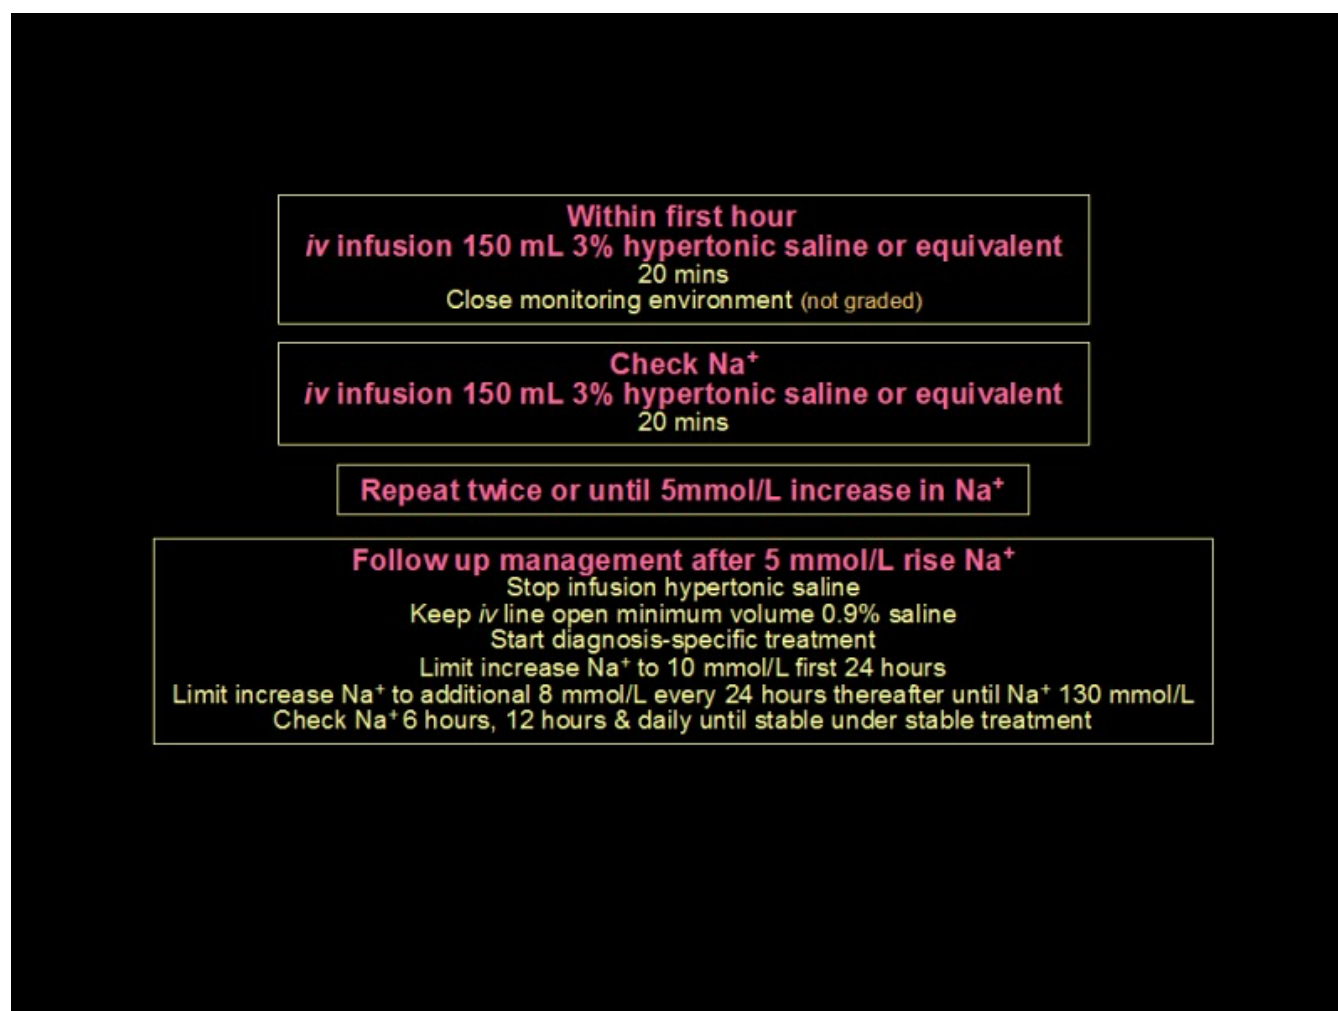 Within first hour
iv infusion 150 mL 3% hypertonic saline or equivalent
20 mins
Close monitoring environment (not graded)
Check Na⁺
iv infusion 150 mL 3% hypertonic saline or equivalent
20 mins
Repeat twice or until 5mmol/L increase in Na⁺
Follow up management after 5 mmol/L rise Na⁺
Stop infusion hypertonic saline
Keep iv line open minimum volume 0.9% saline
Start diagnosis-specific treatment
Limit increase Na⁺ to 10 mmol/L first 24 hours
Limit increase Na⁺ to additional 8 mmol/L every 24 hours thereafter until Na⁺ 130 mmol/L
Check Na⁺ 6 hours, 12 hours & daily until stable under stable treatment